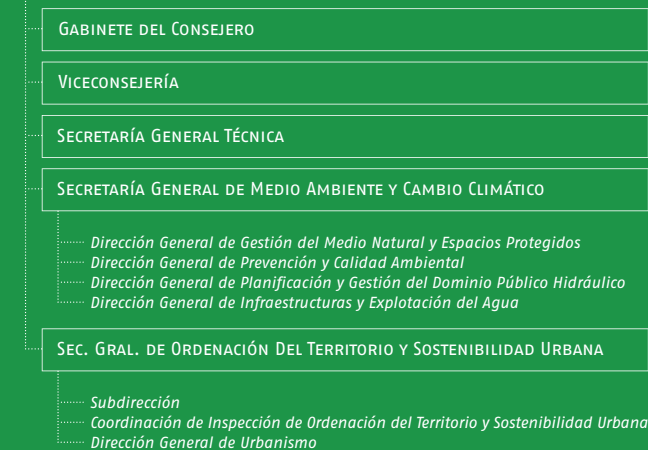 Gabinete del Consejero
Viceconsejería
Secretaría General Técnica
Secretaría General de Medio Ambiente y Cambio Climático
Dirección General de Gestión del Medio Natural y Espacios Protegidos
Dirección General de Prevención y Calidad Ambiental
Dirección General de Planificación y Gestión del Dominio Público Hidráulico
Dirección General de Infraestructuras y Explotación del Agua
Sec. Gral. de Ordenación Del Territorio y Sostenibilidad Urbana
Subdirección
Coordinación de Inspección de Ordenación del Territorio y Sostenibilidad Urbana
Dirección General de Urbanismo